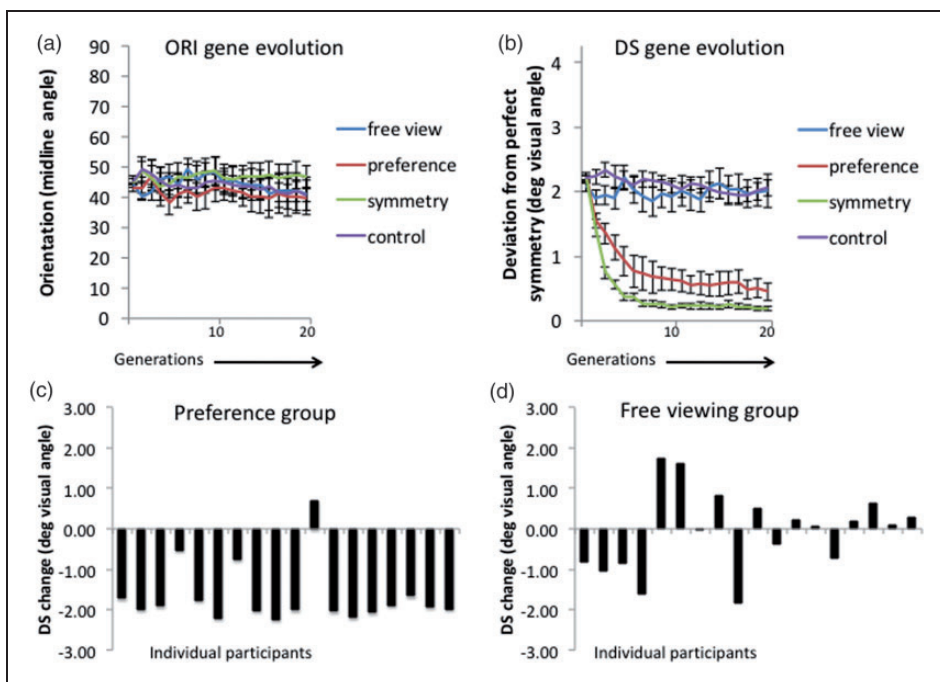 (a)
ORI gene evolution
Orientation (midline angle)
90
80
70
60
50
40
30
20
10
0
10
20
Generations
free view
preference
symmetry
control
(b)
DS gene evolution
Deviation from perfect
symmetry (deg visual angle)
4
3
2
1
0
10
20
Generations
free view
preference
symmetry
control
(c)
Preference group
DS change (deg visual angle)
3.00
2.00
1.00
0.00
-1.00
-2.00
-3.00
Individual participants
(d)
Free viewing group
DS change (deg visual angle)
3.00
2.00
1.00
0.00
-1.00
-2.00
-3.00
Individual participants